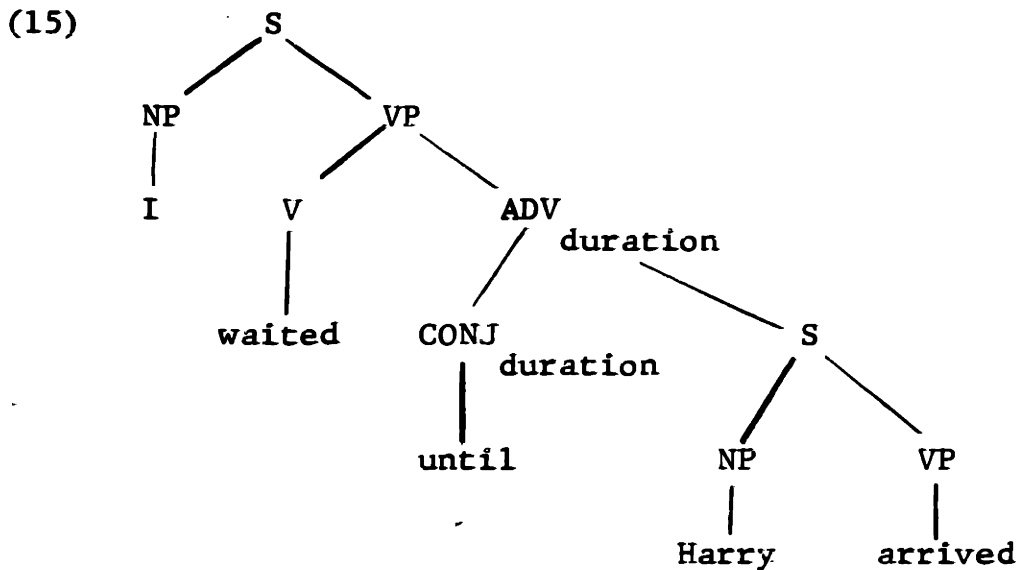 (15) S
NP VP
I V ADV
duration
waited CONJ S
duration
until NP VP
Harry arrived